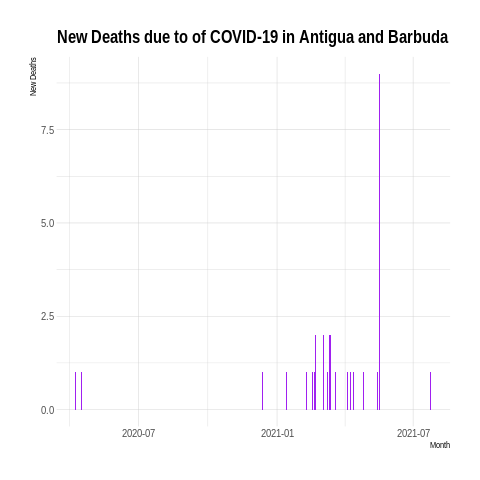 New Deaths due to of COVID-19 in Antigua and Barbuda
New Deaths
7.5
5.0
2.5
0.0
2020-07
2021-01
2021-07
Month